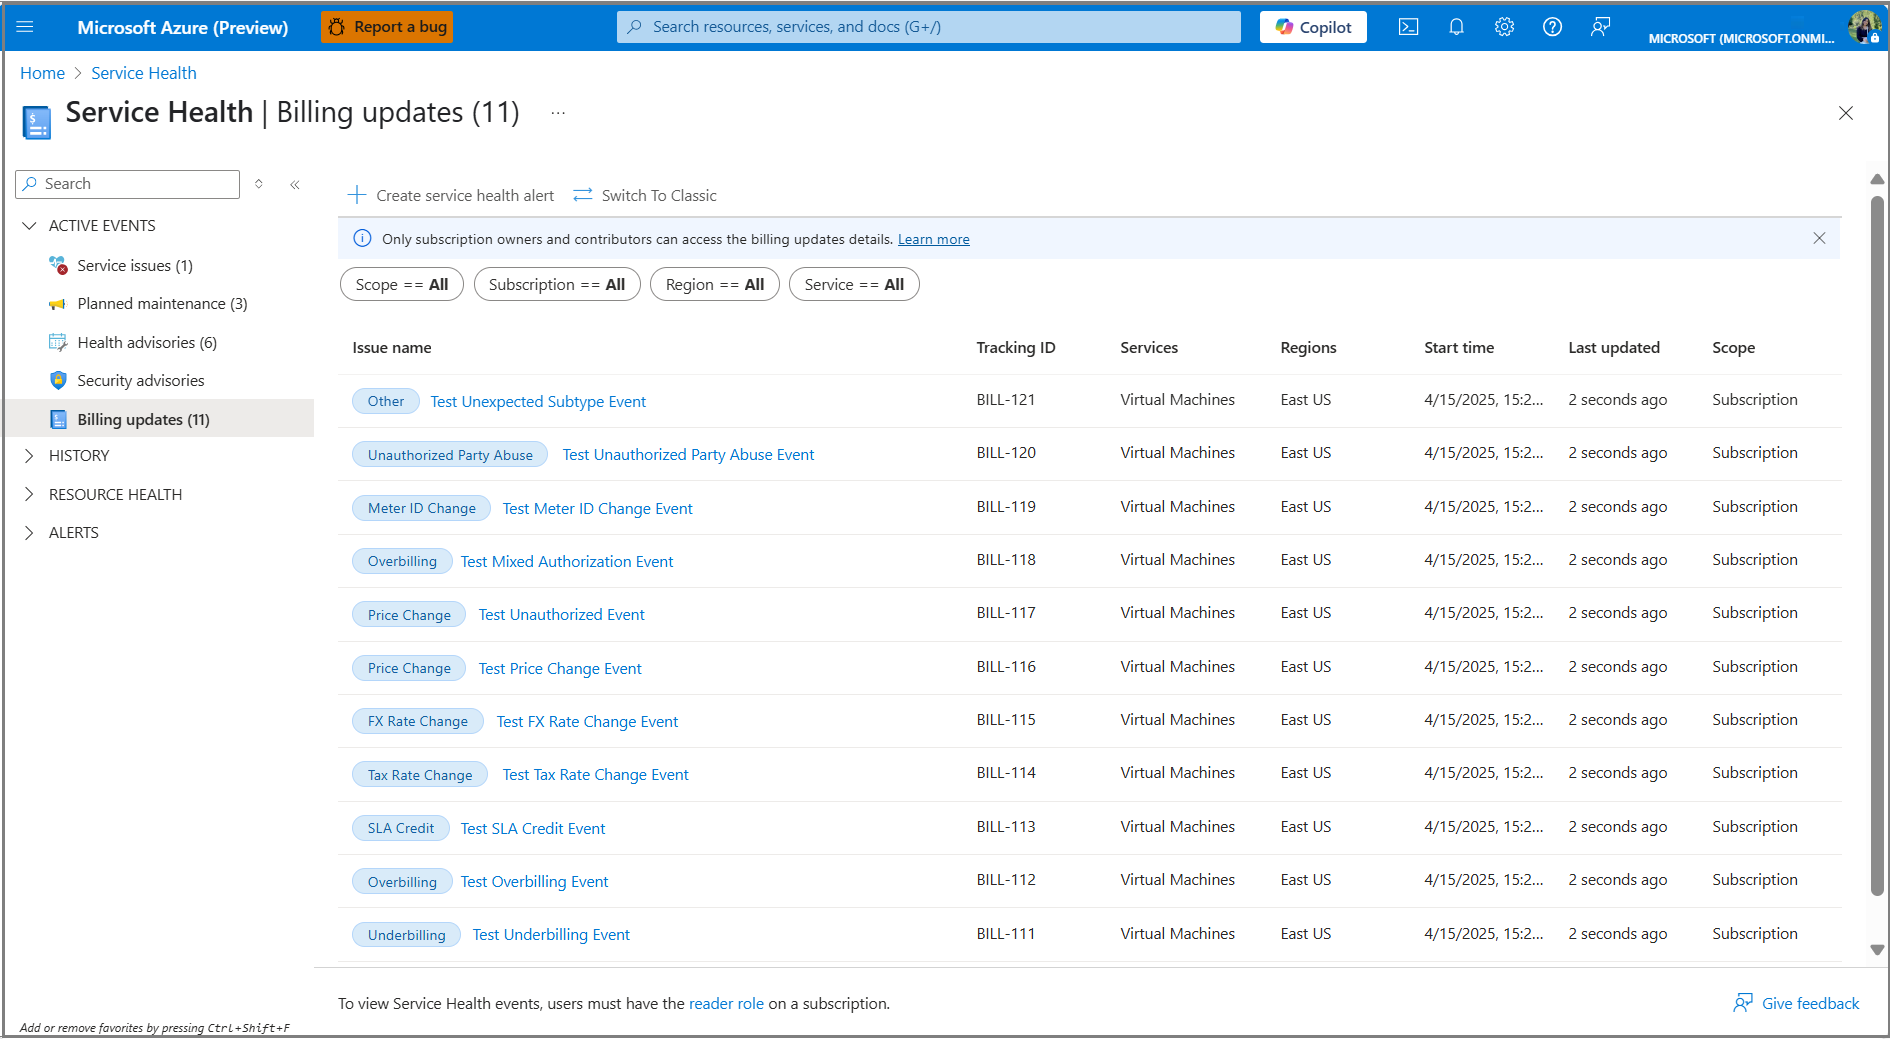 Microsoft Azure (Preview) Report a bug Search resources, services, and docs (G+/) Copilot MICROSOFT (MICROSOFT.ONMI...
Home > Service Health
Service Health | Billing updates (11) ...
Search
Create service health alert Switch To Classic
ACTIVE EVENTS
Service issues (1)
Planned maintenance (3)
Health advisories (6)
Security advisories
Billing updates (11)
HISTORY
RESOURCE HEALTH
ALERTS
Only subscription owners and contributors can access the billing updates details. Learn more
Scope == All Subscription == All Region == All Service == All
Issue name Tracking ID Services Regions Start time Last updated Scope
Other Test Unexpected Subtype Event BILL-121 Virtual Machines East US 4/15/2025, 15:2... 2 seconds ago Subscription
Unauthorized Party Abuse Test Unauthorized Party Abuse Event BILL-120 Virtual Machines East US 4/15/2025, 15:2... 2 seconds ago Subscription
Meter ID Change Test Meter ID Change Event BILL-119 Virtual Machines East US 4/15/2025, 15:2... 2 seconds ago Subscription
Overbilling Test Mixed Authorization Event BILL-118 Virtual Machines East US 4/15/2025, 15:2... 2 seconds ago Subscription
Price Change Test Unauthorized Event BILL-117 Virtual Machines East US 4/15/2025, 15:2... 2 seconds ago Subscription
Price Change Test Price Change Event BILL-116 Virtual Machines East US 4/15/2025, 15:2... 2 seconds ago Subscription
FX Rate Change Test FX Rate Change Event BILL-115 Virtual Machines East US 4/15/2025, 15:2... 2 seconds ago Subscription
Tax Rate Change Test Tax Rate Change Event BILL-114 Virtual Machines East US 4/15/2025, 15:2... 2 seconds ago Subscription
SLA Credit Test SLA Credit Event BILL-113 Virtual Machines East US 4/15/2025, 15:2... 2 seconds ago Subscription
Overbilling Test Overbilling Event BILL-112 Virtual Machines East US 4/15/2025, 15:2... 2 seconds ago Subscription
Underbilling Test Underbilling Event BILL-111 Virtual Machines East US 4/15/2025, 15:2... 2 seconds ago Subscription
To view Service Health events, users must have the reader role on a subscription. Give feedback
Add or remove favorites by pressing Ctrl+Shift+F